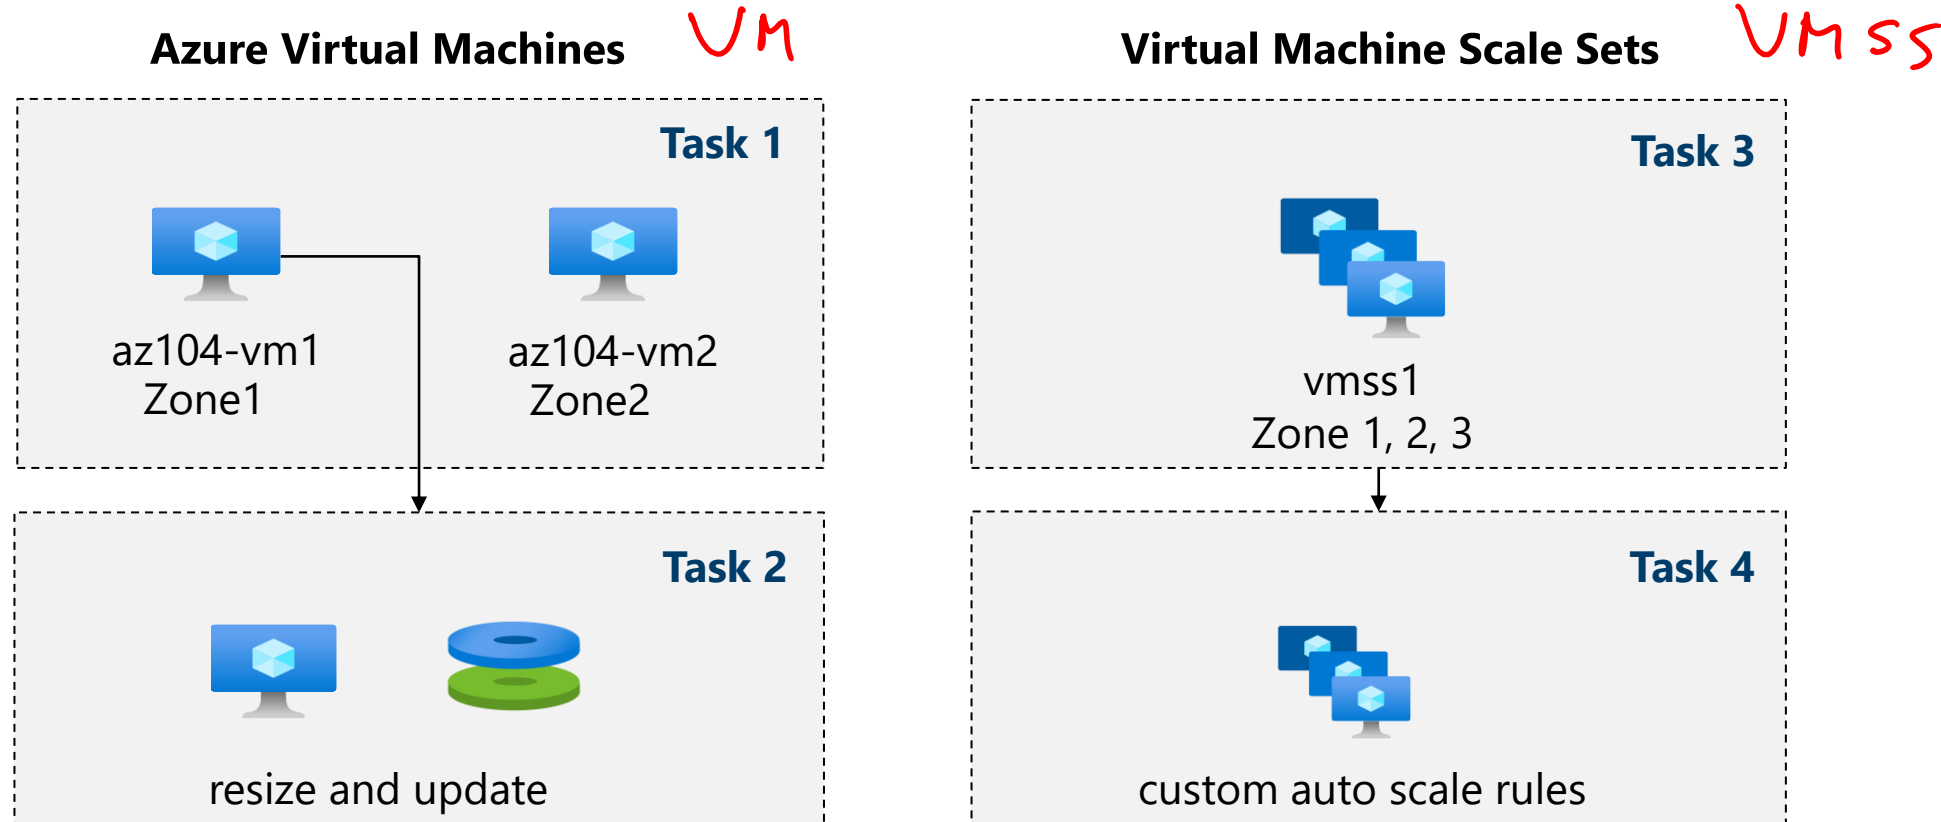 Azure Virtual Machines VM
Task 1
az104-vm1
Zone1
az104-vm2
Zone2
Task 2
resize and update
Virtual Machine Scale Sets VMSS
Task 3
vmss1
Zone 1, 2, 3
Task 4
custom auto scale rules